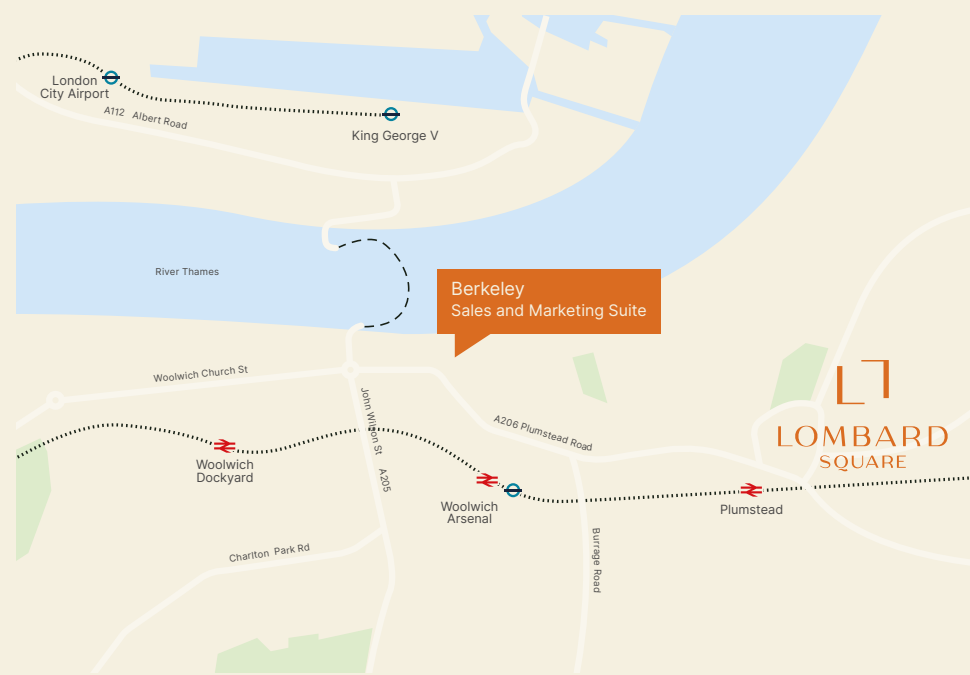 London
City Airport
A112 Albert Road
King George V
River Thames
Berkeley
Sales and Marketing Suite
Woolwich Church St
John Wilson St
A205
A206 Plumstead Road
LOMBARD
SQUARE
Woolwich
Dockyard
Woolwich
Arsenal
Plumstead
Charlton Park Rd
Burrage Road